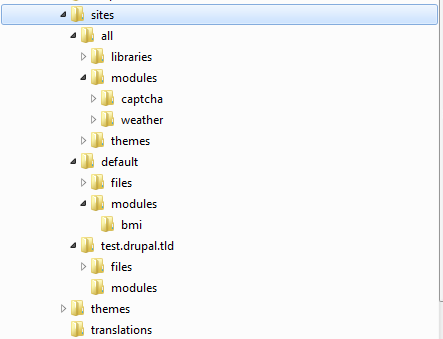 sites
all
libraries
modules
captcha
weather
themes
default
files
modules
bmi
test.drupal.tld
files
modules
themes
translations